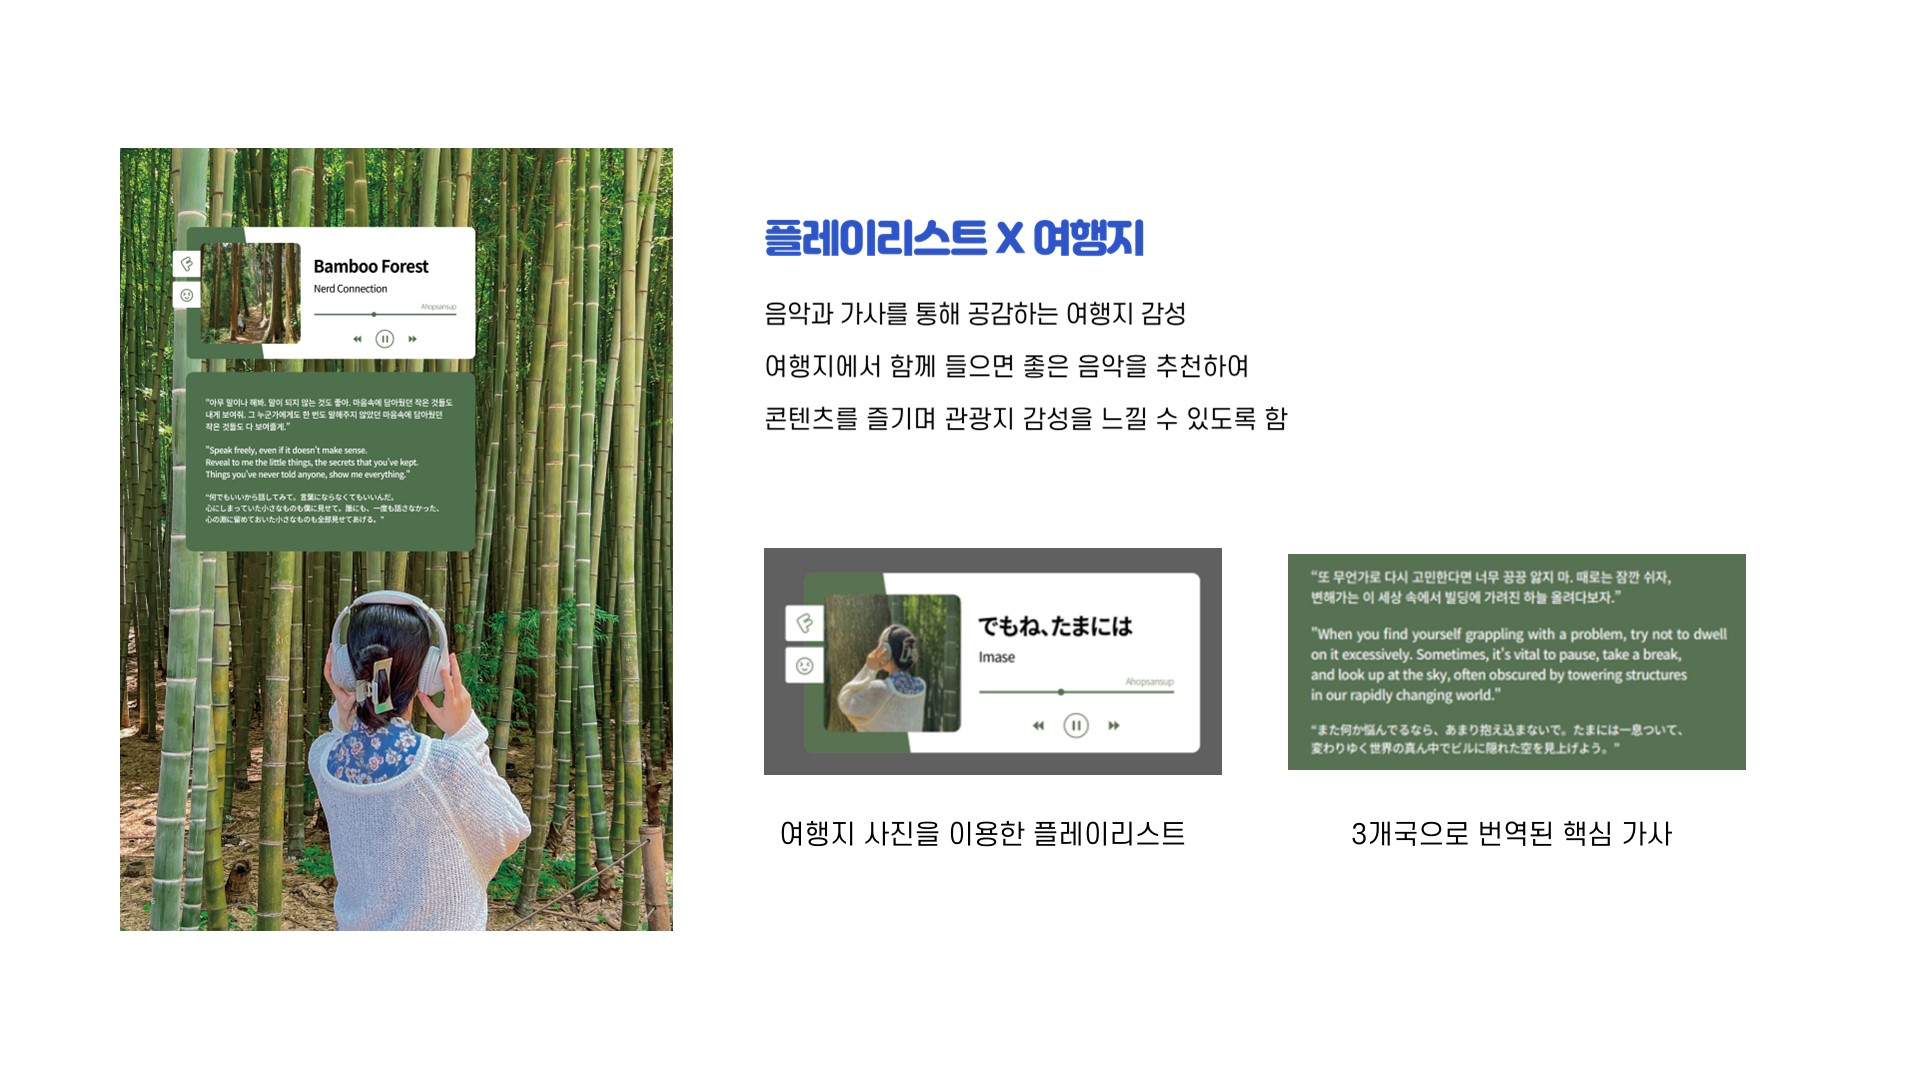 Bamboo Forest
Nerd Connection
Ahopsansup
“아무 말이나 해봐. 말이 되지 않는 것도 좋아. 마음속에 담아뒀던 작은 것들도
내게 보여줘. 그 누군가에게도 한 번도 말해주지 않았던 마음속에 담아뒀던
작은 것들도 다 보여줄게.”
"Speak freely, even if it doesn't make sense.
Reveal to me the little things, the secrets that you've kept.
Things you've never told anyone, show me everything."
“何でもいいから話してみて。言葉にならなくてもいいんだ。
心にしまっていた小さなものも僕に見せて。誰にも、一度も話さなかった、
心の淵に留めておいた小さなものも全部見せてあげる。”
플레이리스트 X 여행지
음악과 가사를 통해 공감하는 여행지 감성
여행지에서 함께 들으면 좋은 음악을 추천하여
콘텐츠를 즐기며 관광지 감성을 느낄 수 있도록 함
でもね、たまには
Imase
Ahopsansup
여행지 사진을 이용한 플레이리스트
“또 무언가로 다시 고민한다면 너무 끙끙 앓지 마. 때로는 잠깐 쉬자,
변해가는 이 세상 속에서 빌딩에 가려진 하늘 올려다보자.”
"When you find yourself grappling with a problem, try not to dwell
on it excessively. Sometimes, it's vital to pause, take a break,
and look up at the sky, often obscured by towering structures
in our rapidly changing world."
“また何か悩んでるなら、あまり抱え込まないで。たまには一息ついて、
変わりゆく世界の真ん中でビルに隠れた空を見上げよう。”
3개국으로 번역된 핵심 가사